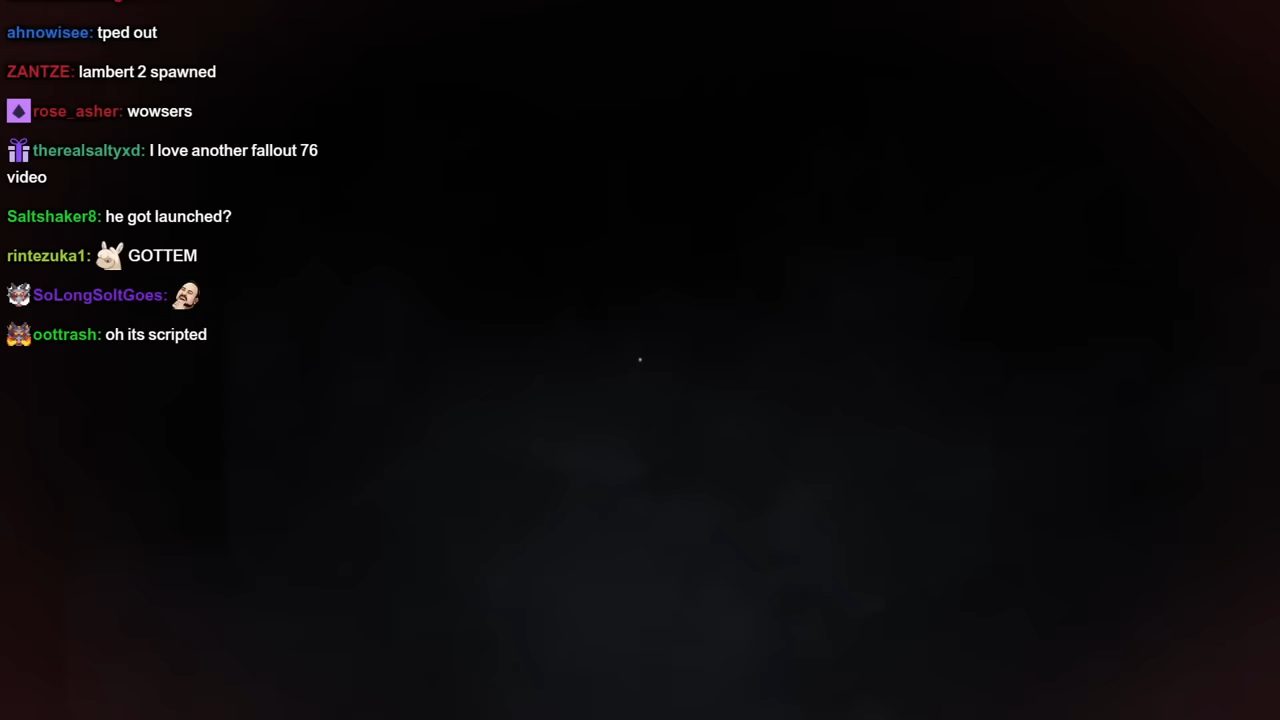 ahnowisee: tped out
ZANTZE: lambert 2 spawned
rose_asher: wowsers
therealsaltyxd: I love another fallout 76
video
Saltshaker8: he got launched?
rintezuka1: GOTTEM
SoLongSoItGoes:
oottrash: oh its scripted